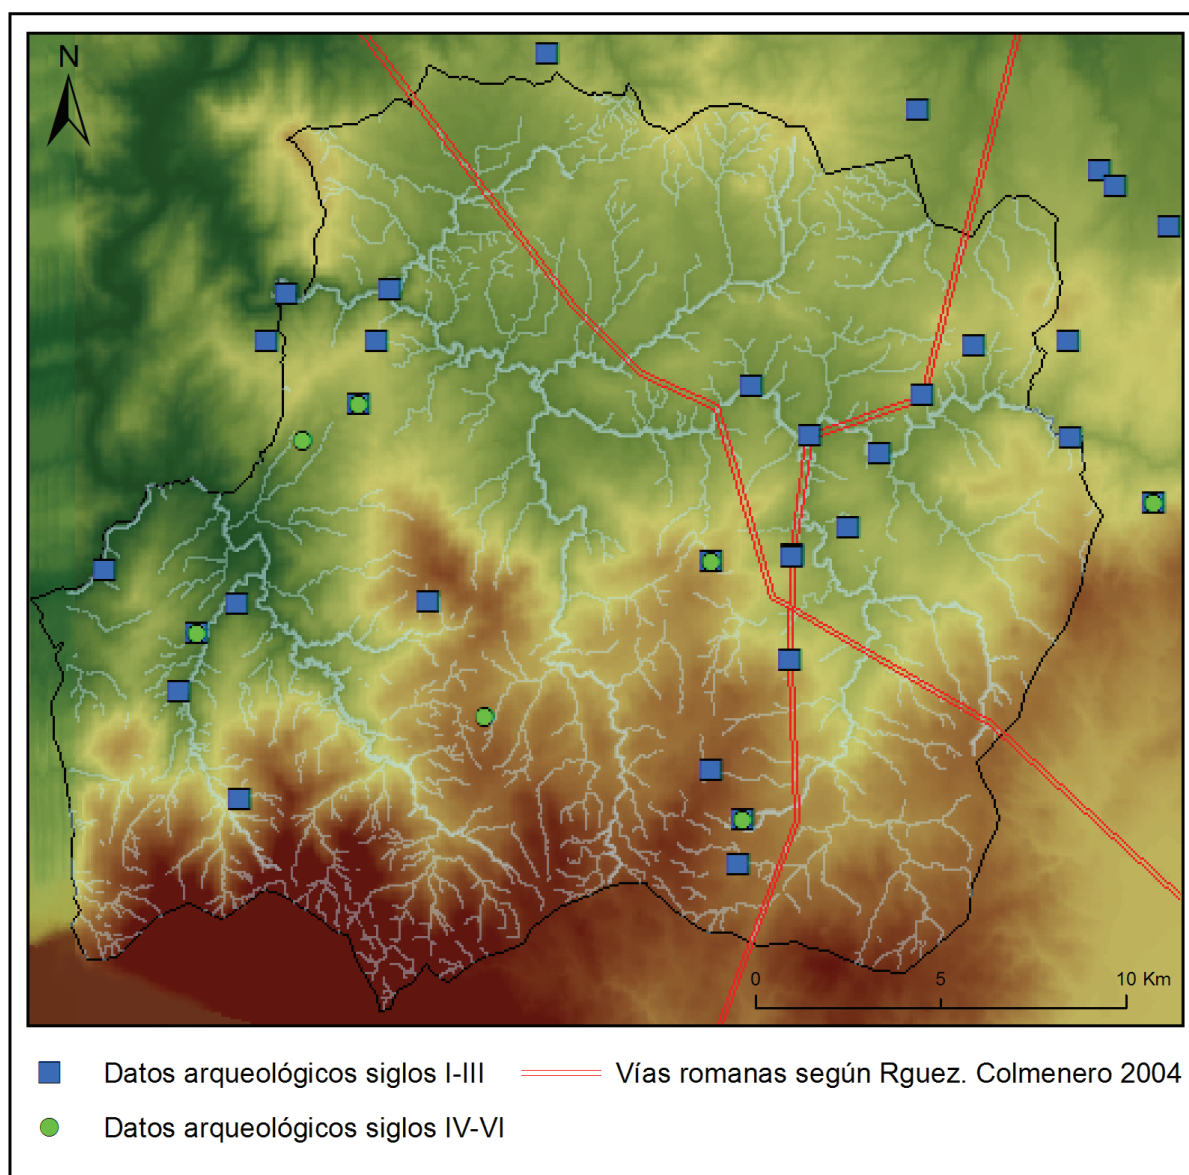 N
0 5 10 Km
Datos arqueológicos siglos I-III
Vías romanas según Rguez. Colmenero 2004
Datos arqueológicos siglos IV-VI